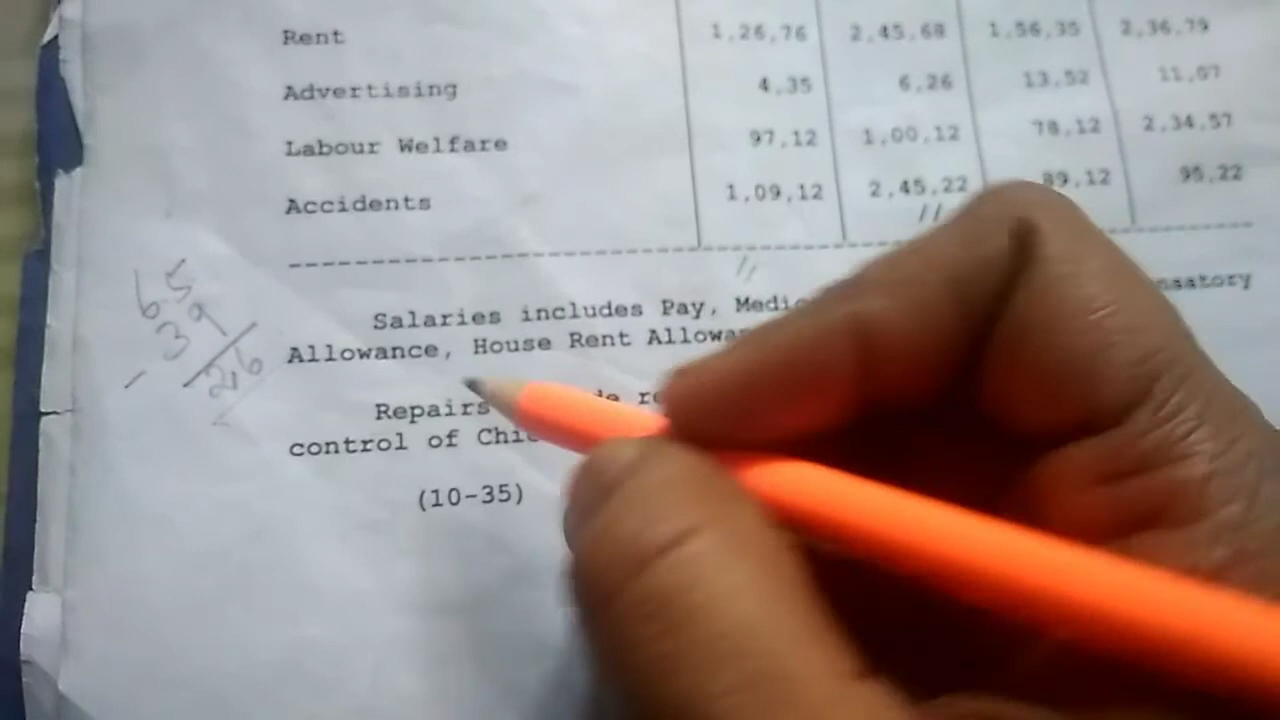 Rent 1,26,76 2,45,68 1,56,35 2,36,79
Advertising 4,35 6,26 13,52 11,07
Labour Welfare 97,12 1,00,12 78,12 2,34,57
Accidents 1,09,12 2,45,22 89,12 95,22
Salaries includes Pay,
Allowance, House Rent
Repairs
control of
(10-35)
65
- 39
26